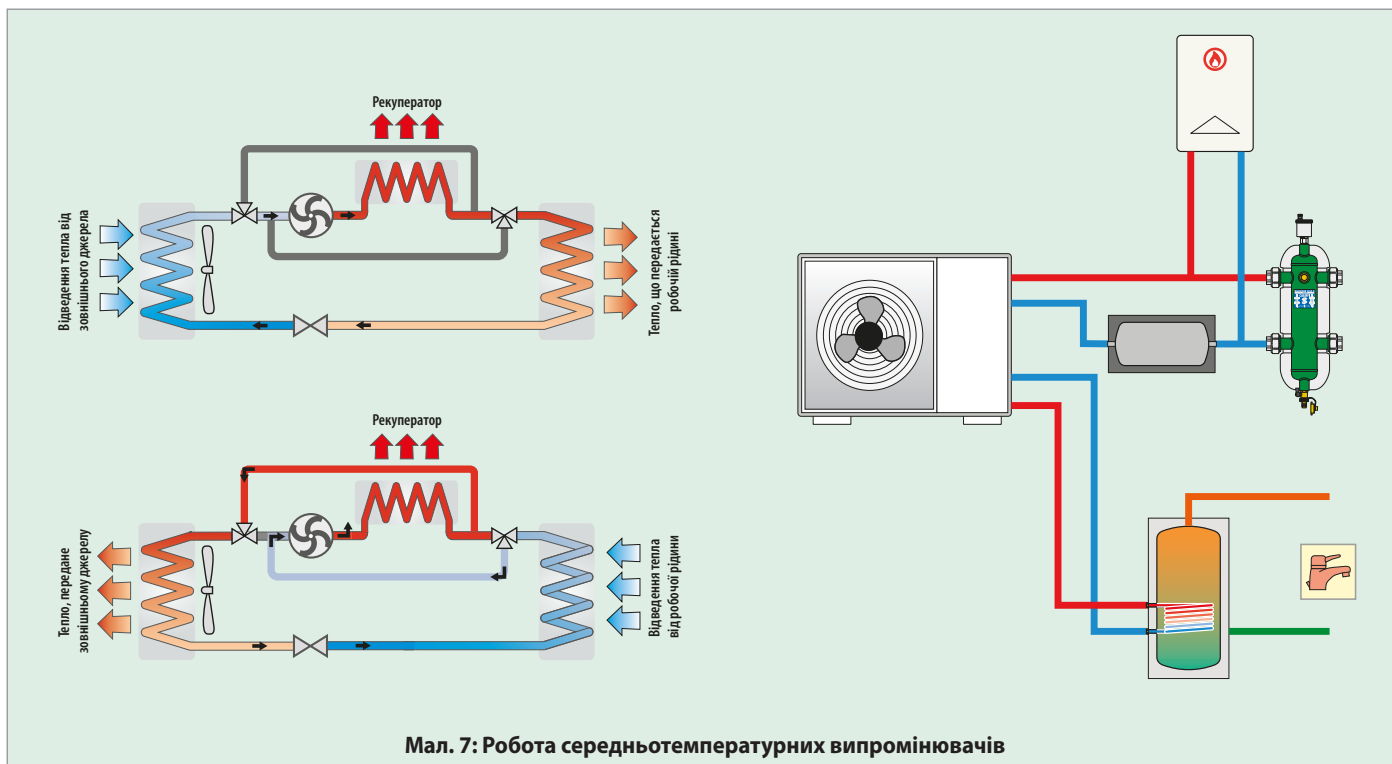 Рекуператор
Відведення тепла від
зовнішнього джерела
Тепло, що передається
робочій рідині
Рекуператор
Тепло, передане
зовнішньому джерелу
Відведення тепла
від робочої рідини
Мал. 7: Робота середньотемпературних випромінювачів